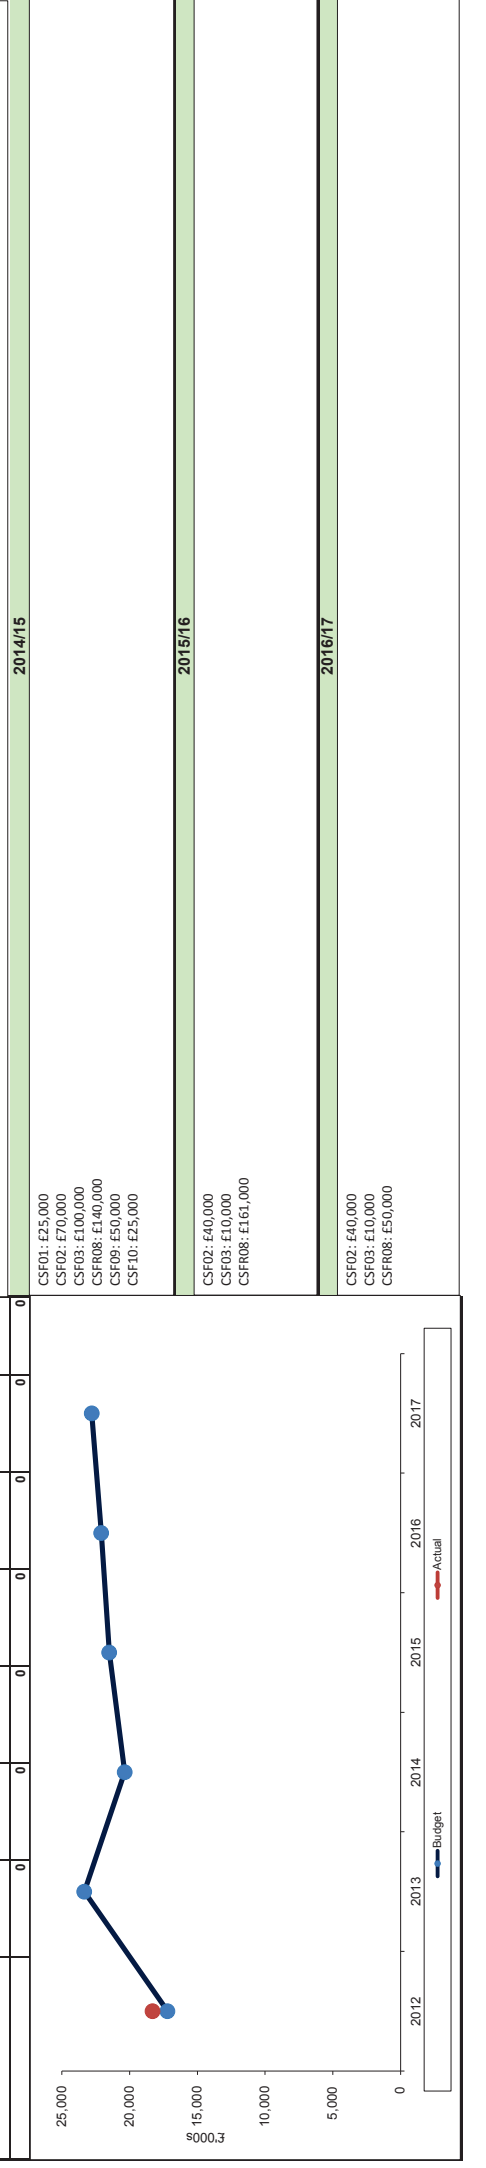 0
0
0
0
0
0
0
25,000
20,000
15,000
10,000
5,000
0
£'000s
2012
2013
2014
2015
2016
2017
Budget
Actual
2014/15
CSF01: £25,000
CSF02: £70,000
CSF03: £100,000
CSFR08: £140,000
CSF09: £50,000
CSF10: £25,000
2015/16
CSF02: £40,000
CSF03: £10,000
CSFR08: £161,000
2016/17
CSF02: £40,000
CSF03: £10,000
CSFR08: £50,000